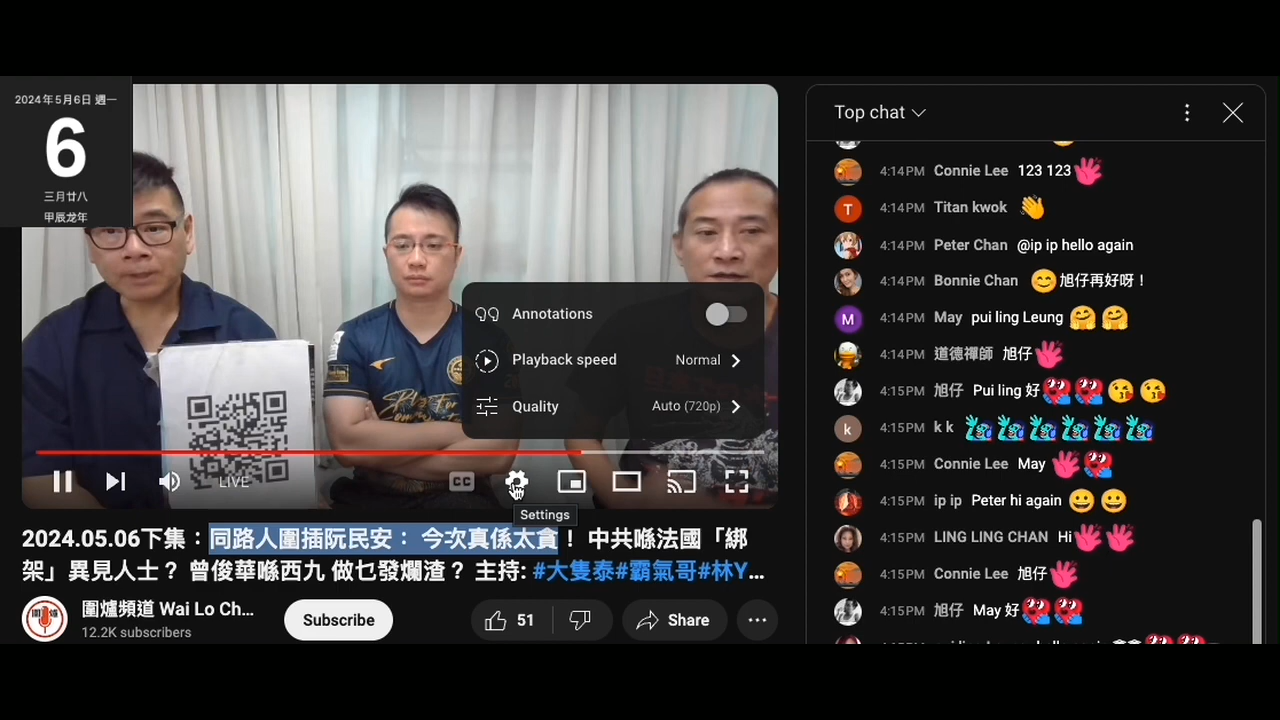 2024年5月6日 週一
6
三月廿八
甲辰龙年
Annotations
Playback speed
Normal
Quality
Auto (720p)
LIVE
CC
Settings
2024.05.06下集：同路人圍插阮民安： 今次真係太貪！ 中共喺法國「綁
架」異見人士？ 曾俊華喺西九 做乜發爛渣？ 主持: #大隻泰#霸氣哥#林Y...
圍爐頻道 Wai Lo Ch...
12.2K subscribers
Subscribe
51
Share
Top chat
4:14PM Connie Lee 123 123
T 4:14PM Titan kwok
4:14PM Peter Chan @ip ip hello again
4:14PM Bonnie Chan 旭仔再好呀！
M 4:14PM May pui ling Leung
4:14PM 道德禪師 旭仔
4:15PM 旭仔 Pui ling 好
k 4:15PM k k
4:15PM Connie Lee May
4:15PM ip ip Peter hi again
4:15PM LING LING CHAN Hi
4:15PM Connie Lee 旭仔
4:15PM 旭仔 May 好